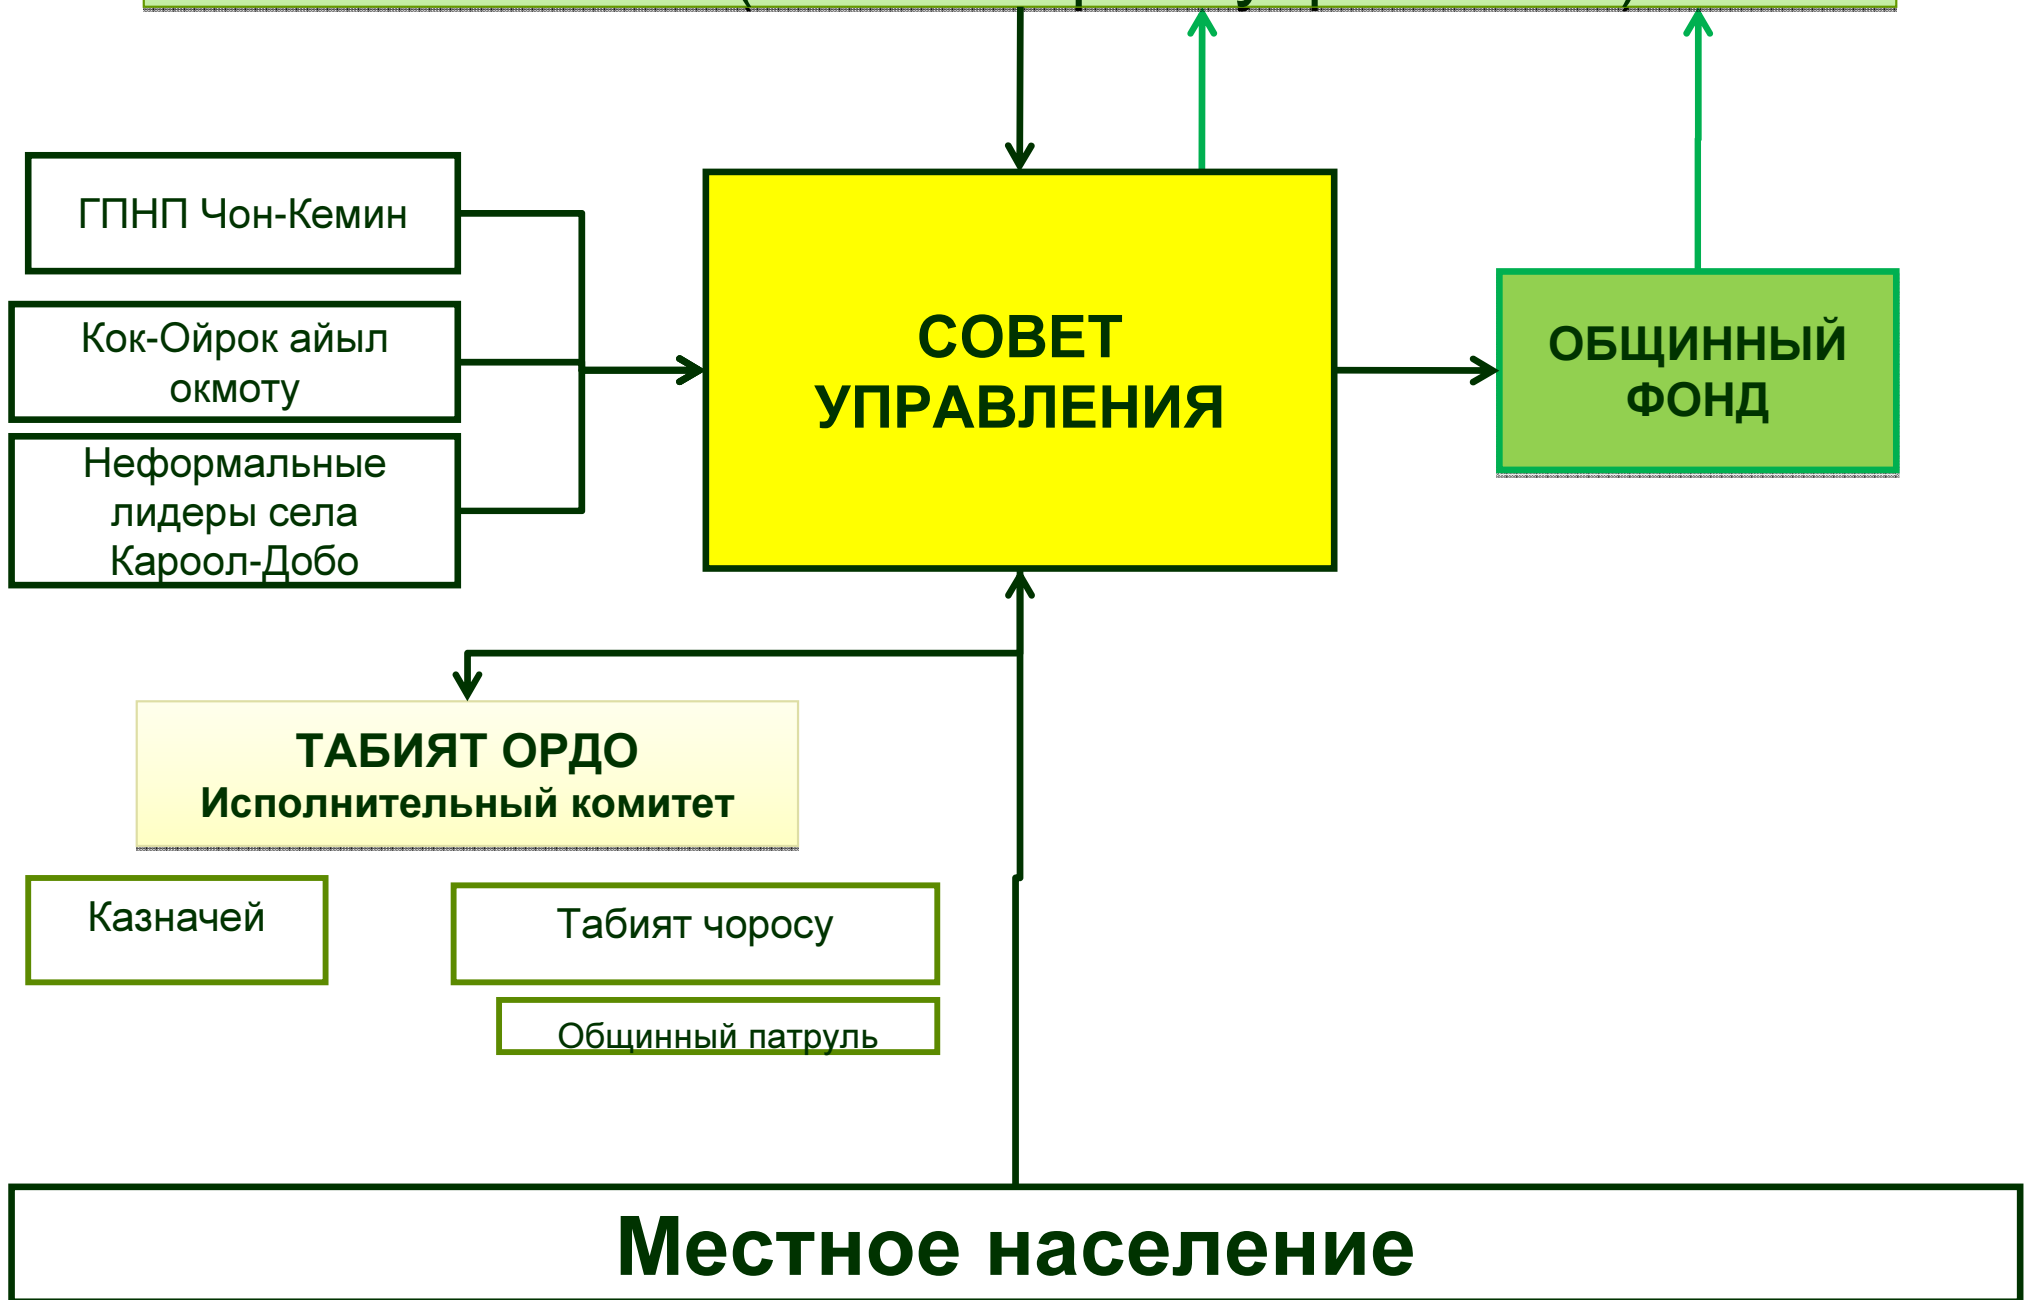 ГПНП Чон-Кемин
Кок-Ойрок айыл
окмоту
Неформальные
лидеры села
Кароол-Добо
СОВЕТ
УПРАВЛЕНИЯ
ОБЩИННЫЙ
ФОНД
ТАБИЯТ ОРДО
Исполнительный комитет
Казначей
Табият чоросу
Общинный патруль
Местное население